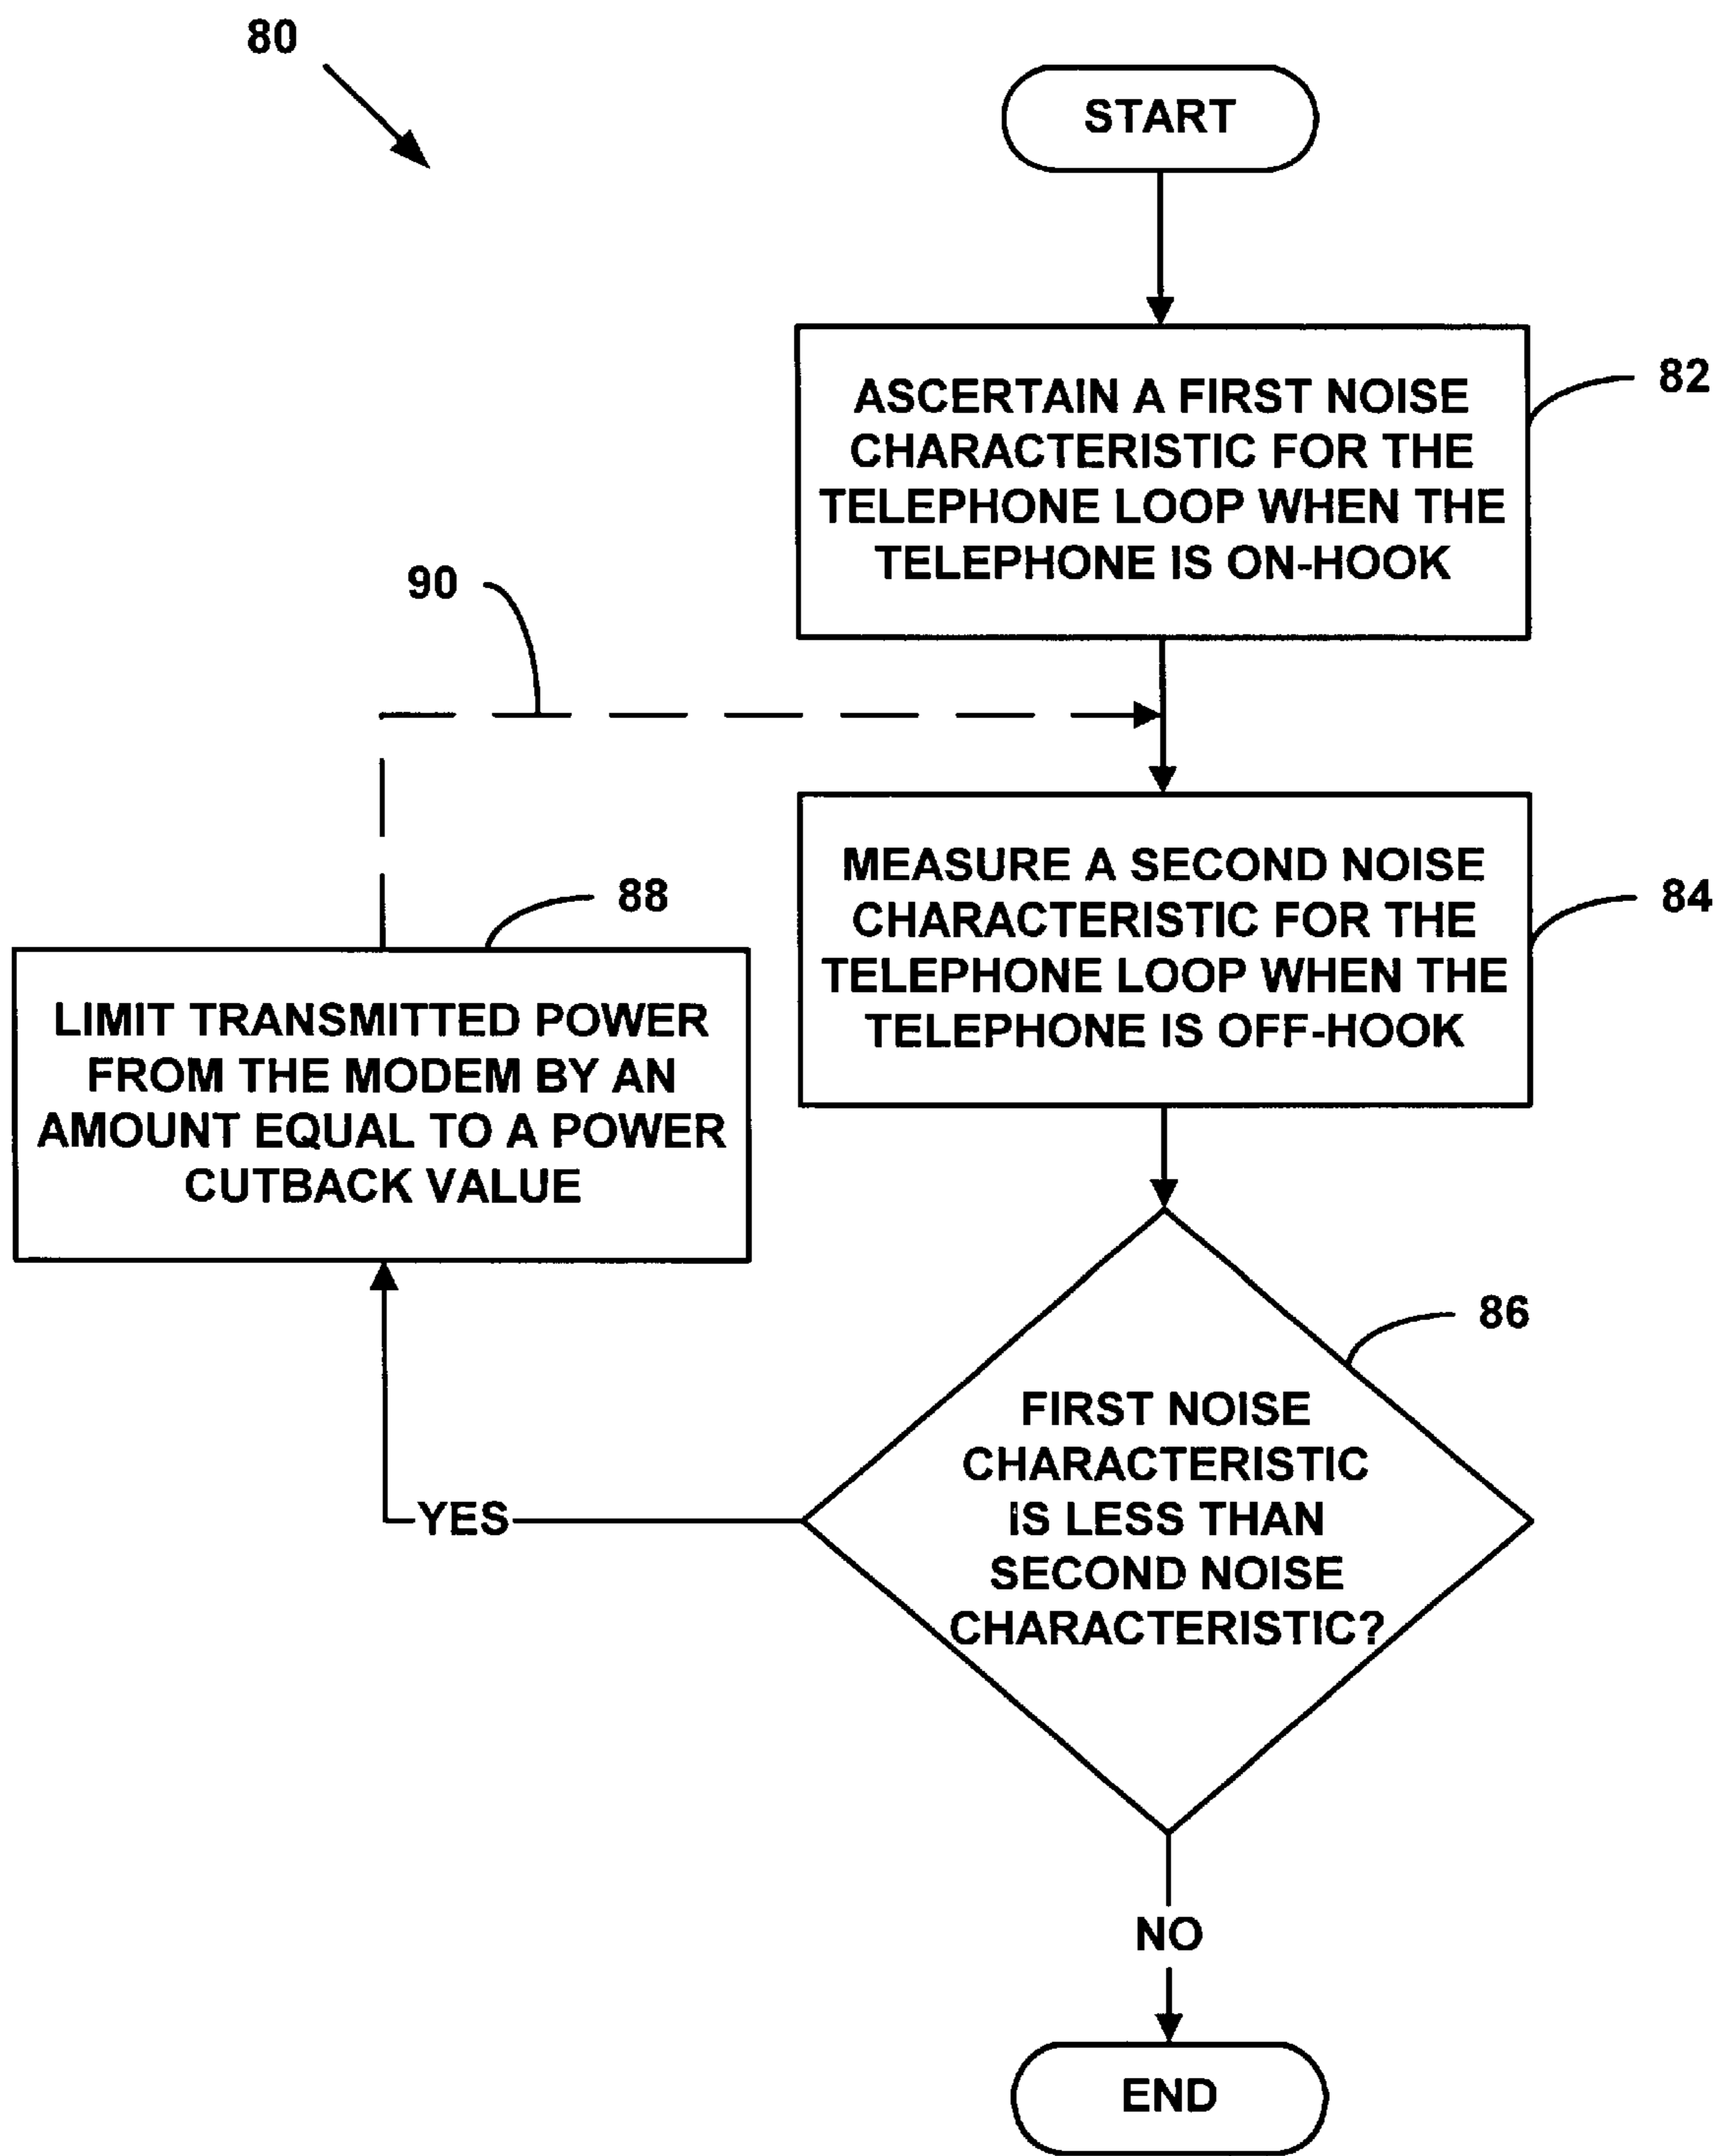 80
START
ASCERTAIN A FIRST NOISE
CHARACTERISTIC FOR THE
TELEPHONE LOOP WHEN THE
TELEPHONE IS ON-HOOK
82
90
MEASURE A SECOND NOISE
CHARACTERISTIC FOR THE
TELEPHONE LOOP WHEN THE
TELEPHONE IS OFF-HOOK
84
88
LIMIT TRANSMITTED POWER
FROM THE MODEM BY AN
AMOUNT EQUAL TO A POWER
CUTBACK VALUE
86
FIRST NOISE
CHARACTERISTIC
IS LESS THAN
SECOND NOISE
CHARACTERISTIC?
YES
NO
END